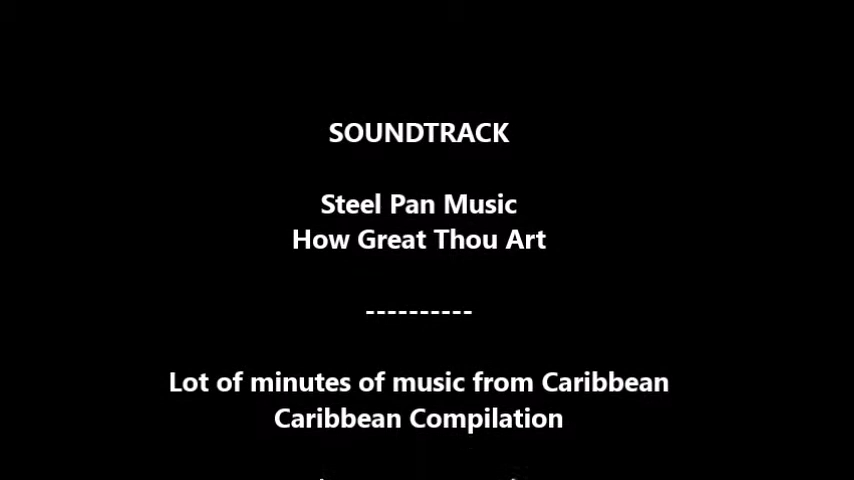 SOUNDTRACK
Steel Pan Music
How Great Thou Art
----------
Lot of minutes of music from Caribbean
Caribbean Compilation